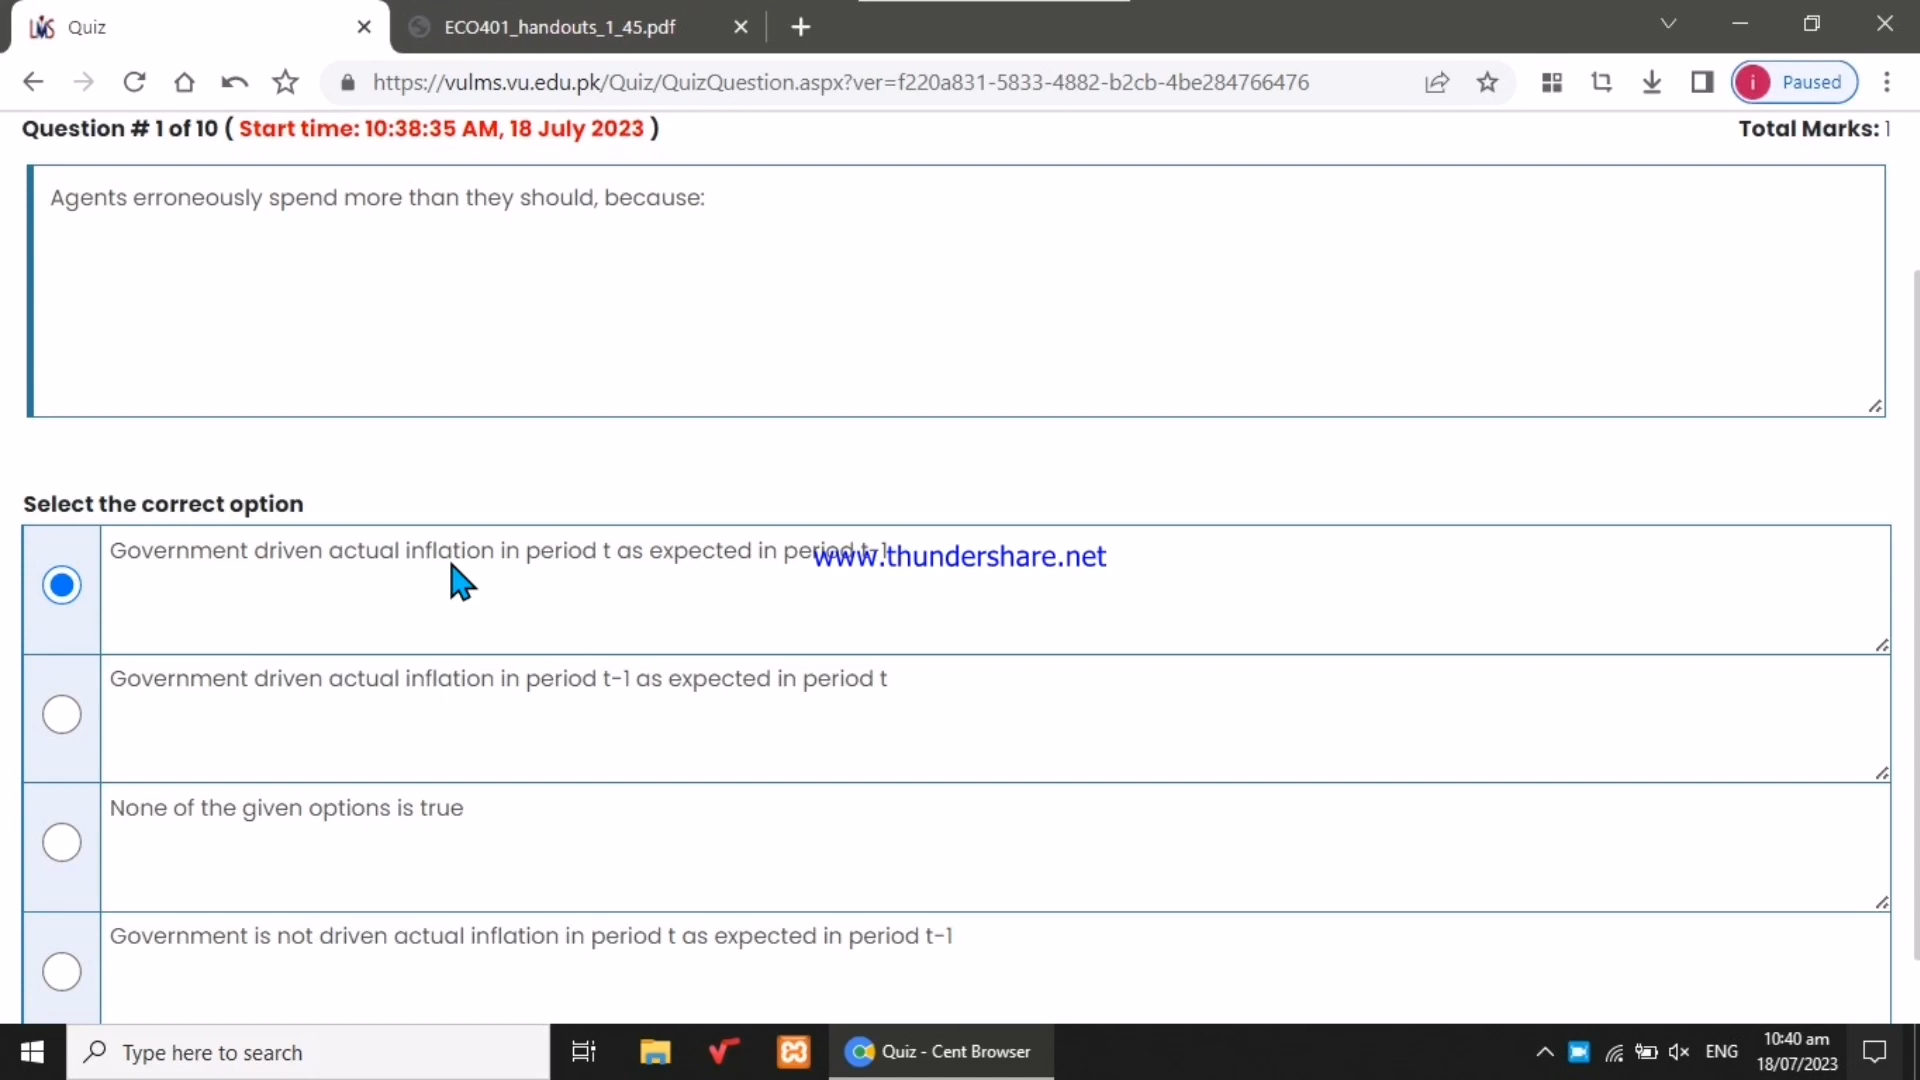 Quiz
ECO401_handouts_1_45.pdf
https://vulms.vu.edu.pk/Quiz/QuizQuestion.aspx?ver=f220a831-5833-4882-b2cb-4be284766476
i Paused
Question # 1 of 10 ( Start time: 10:38:35 AM, 18 July 2023 )
Total Marks: 1
Agents erroneously spend more than they should, because:
Select the correct option
Government driven actual inflation in period t as expected in period t-1
www.thundershare.net
Government driven actual inflation in period t-1 as expected in period t
None of the given options is true
Government is not driven actual inflation in period t as expected in period t-1
Type here to search
Quiz - Cent Browser
ENG
10:40 am
18/07/2023